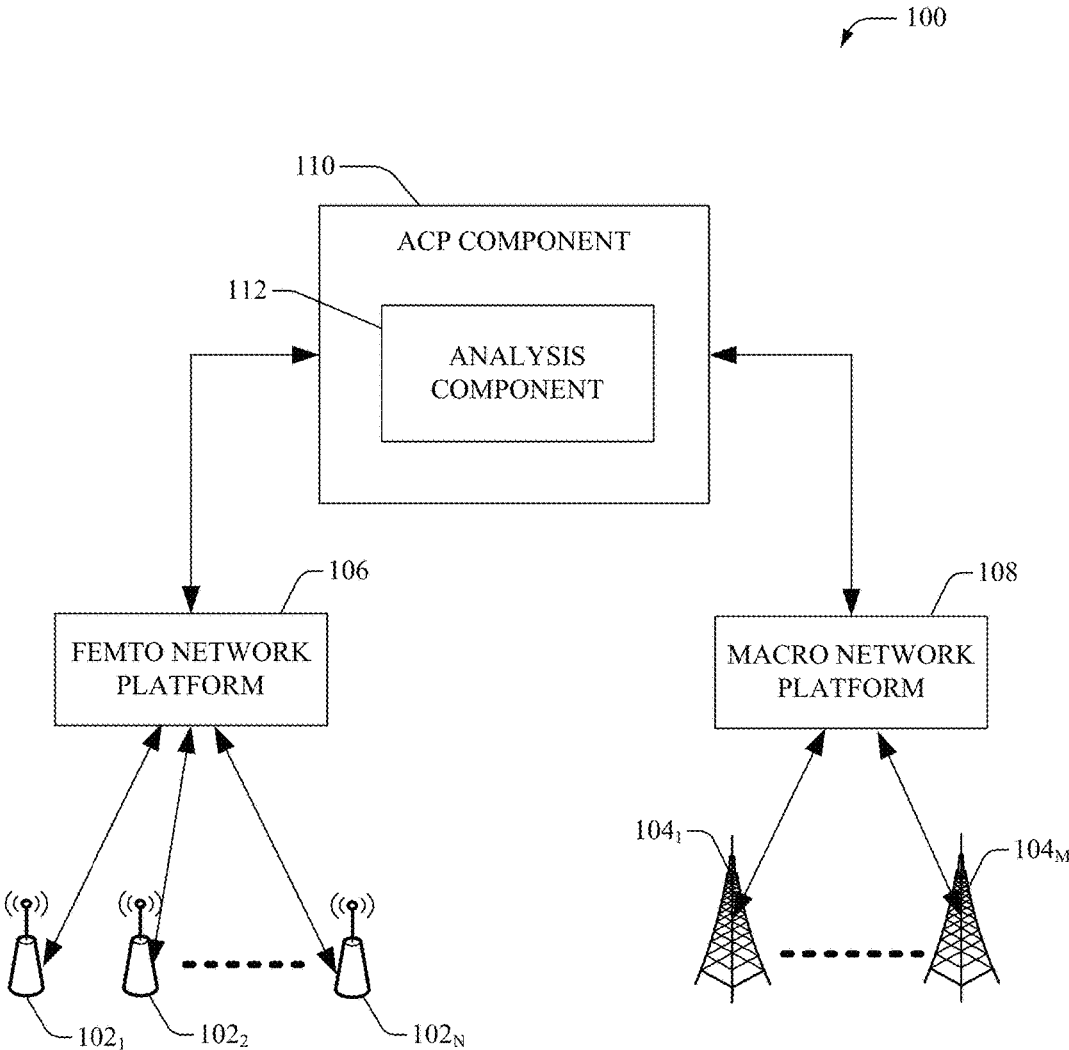 100
110
ACP COMPONENT
112
ANALYSIS
COMPONENT
106
108
FEMTO NETWORK
PLATFORM
MACRO NETWORK
PLATFORM
104₁
104M
102₁
102₂
102N